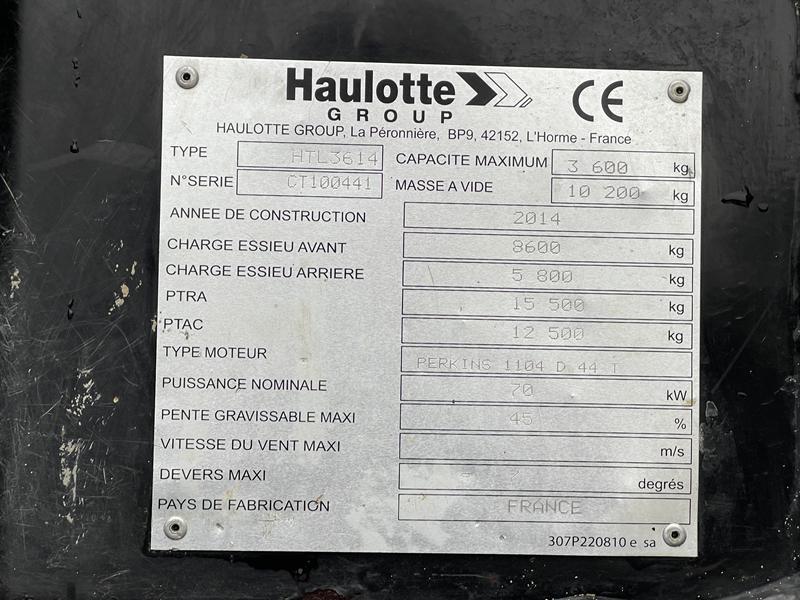 Haulotte
GROUP
CE
HAULOTTE GROUP, La Péronnière, BP9, 42152, L'Horme - France
TYPE HTL3614 CAPACITE MAXIMUM 3 600 kg
N°SERIE CT100441 MASSE A VIDE 10 200 kg
ANNEE DE CONSTRUCTION 2014
CHARGE ESSIEU AVANT 8600 kg
CHARGE ESSIEU ARRIERE 5 800 kg
PTRA 15 500 kg
PTAC 12 500 kg
TYPE MOTEUR PERKINS 1104 D 44 T
PUISSANCE NOMINALE 70 kW
PENTE GRAVISSABLE MAXI 45 %
VITESSE DU VENT MAXI m/s
DEVERS MAXI degrés
PAYS DE FABRICATION FRANCE
307P220810 e sa